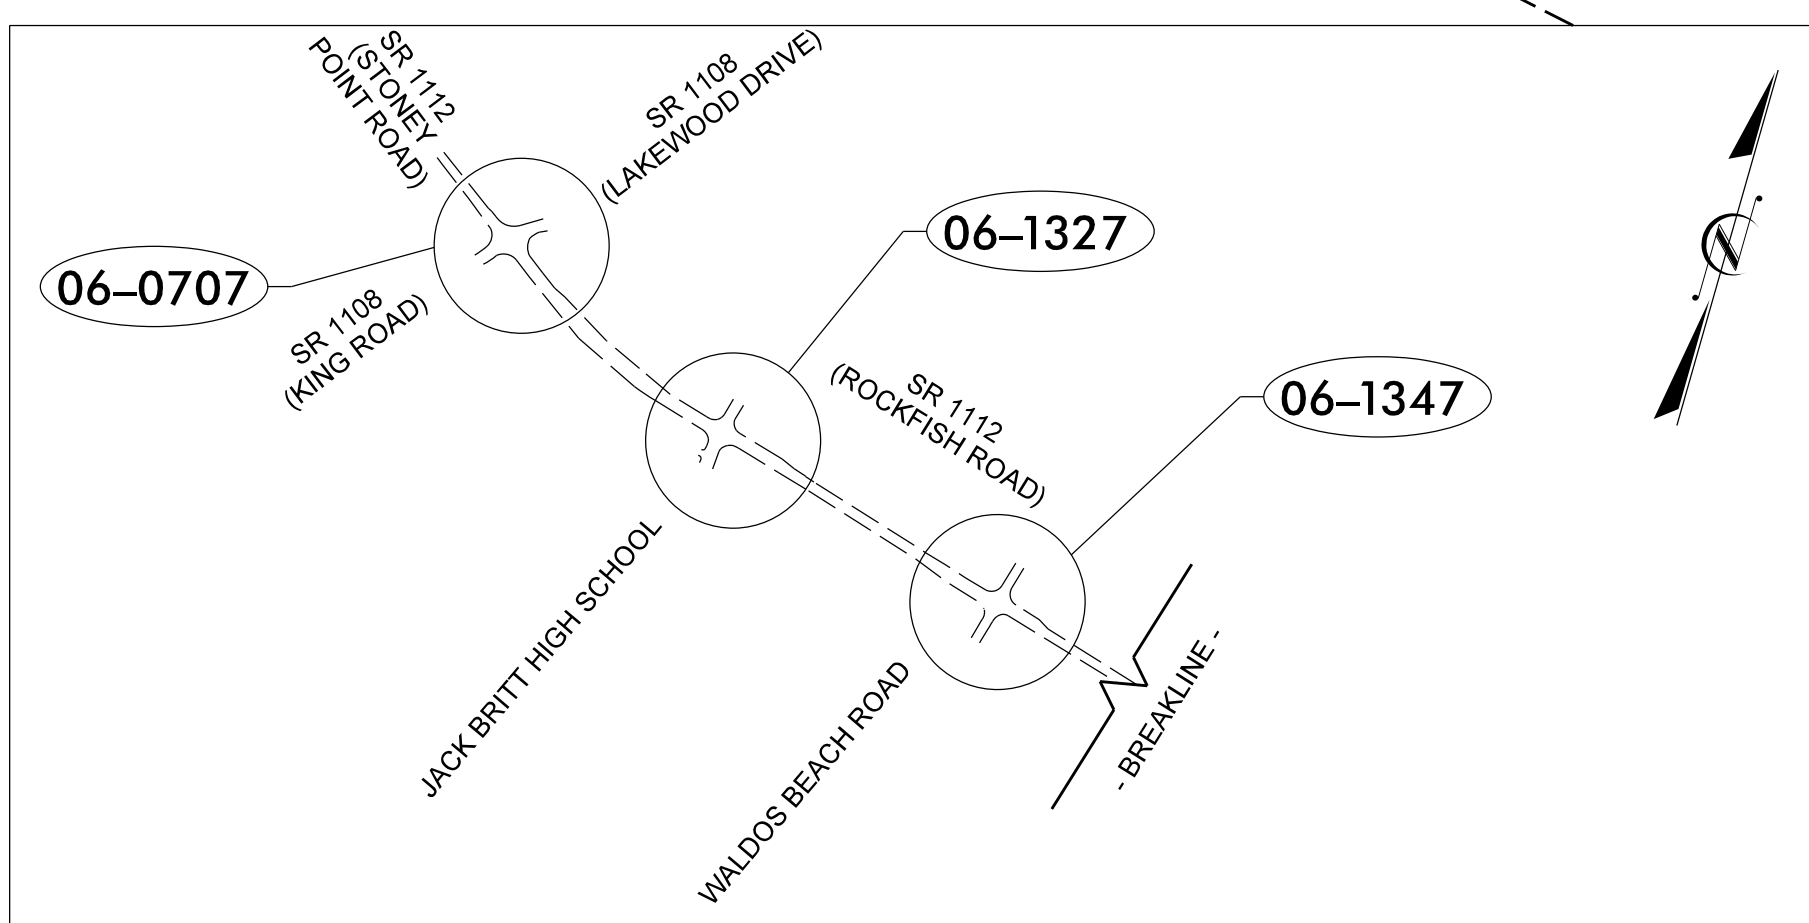 SR 1112
(STONEY
POINT ROAD)
SR 1108
(LAKEWOOD DRIVE)
06-1327
06-0707
SR 1108
(KING ROAD)
SR 1112
(ROCKFISH ROAD)
06-1347
JACK BRITT HIGH SCHOOL
WALDOS BEACH ROAD
- BREAKLINE -